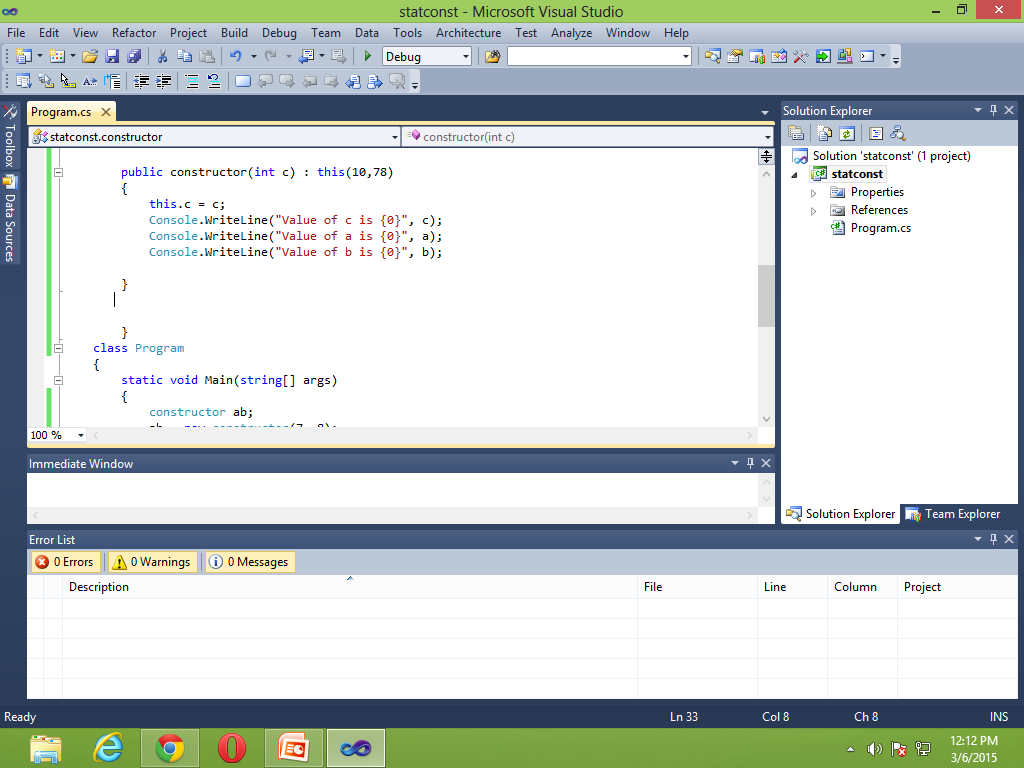 statconst - Microsoft Visual Studio
File Edit View Refactor Project Build Debug Team Data Tools Architecture Test Analyze Window Help
Debug
Toolbox
Data Sources
Program.cs
statconst.constructor
constructor(int c)
public constructor(int c) : this(10,78)
{
this.c = c;
Console.WriteLine("Value of c is {0}", c);
Console.WriteLine("Value of a is {0}", a);
Console.WriteLine("Value of b is {0}", b);
}
}
class Program
{
static void Main(string[] args)
{
constructor ab;
ab = new constructor(7, 8);
100 %
Solution Explorer
Solution 'statconst' (1 project)
statconst
Properties
References
Program.cs
Solution Explorer Team Explorer
Immediate Window
Error List
0 Errors 0 Warnings 0 Messages
Description File Line Column Project
Ready Ln 33 Col 8 Ch 8 INS
12:12 PM
3/6/2015